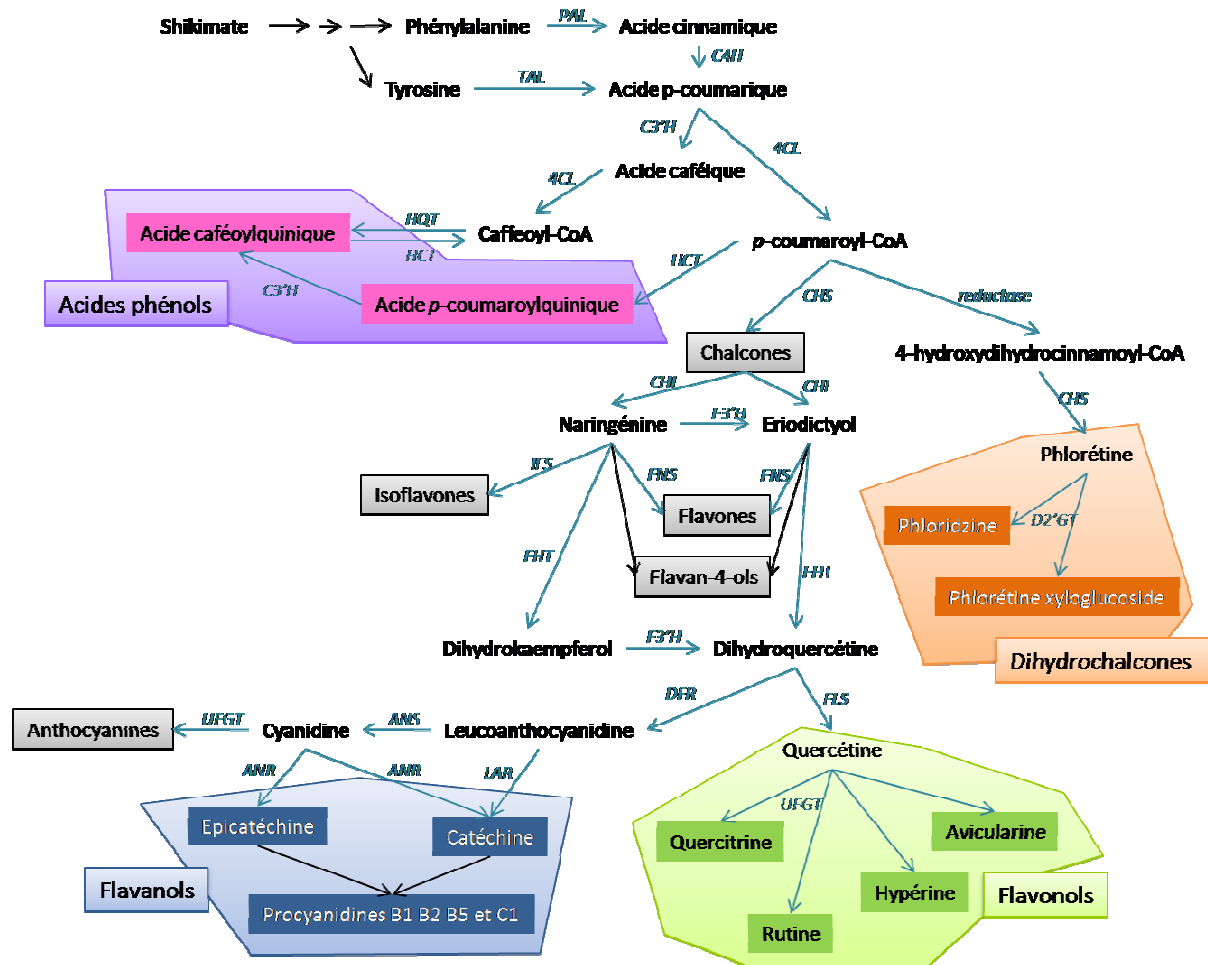 Shikimate
Phénylalanine
PAL
Acide cinnamique
C4H
Tyrosine
TAL
Acide p-coumarique
C3'H
4CL
Acide caféique
4CL
Acide caféoylquinique
HQT
HCT
Caffeoyl-CoA
p-coumaroyl-CoA
C3'H
HCT
Acides phénols
Acide p-coumaroylquinique
CHS
reductase
Chalcones
4-hydroxydihydrocinnamoyl-CoA
CHI
CHI
CHS
Naringénine
F3'H
Eriodictyol
Phlorétine
IFS
FNS
FNS
Isoflavones
Flavones
Phloridzine
D2'GT
FHT
Flavan-4-ols
FHT
Phlorétine xyloglucoside
Dihydrokaempferol
F3'H
Dihydroquercétine
Dihydrochalcones
DFR
FLS
Anthocyanines
UFGT
Cyanidine
ANS
Leucoanthocyanidine
Quercétine
ANR
ANR
LAR
UFGT
Epicatéchine
Catéchine
Quercitrine
Avicularine
Flavanols
Hypérine
Flavonols
Procyanidines B1 B2 B5 et C1
Rutine